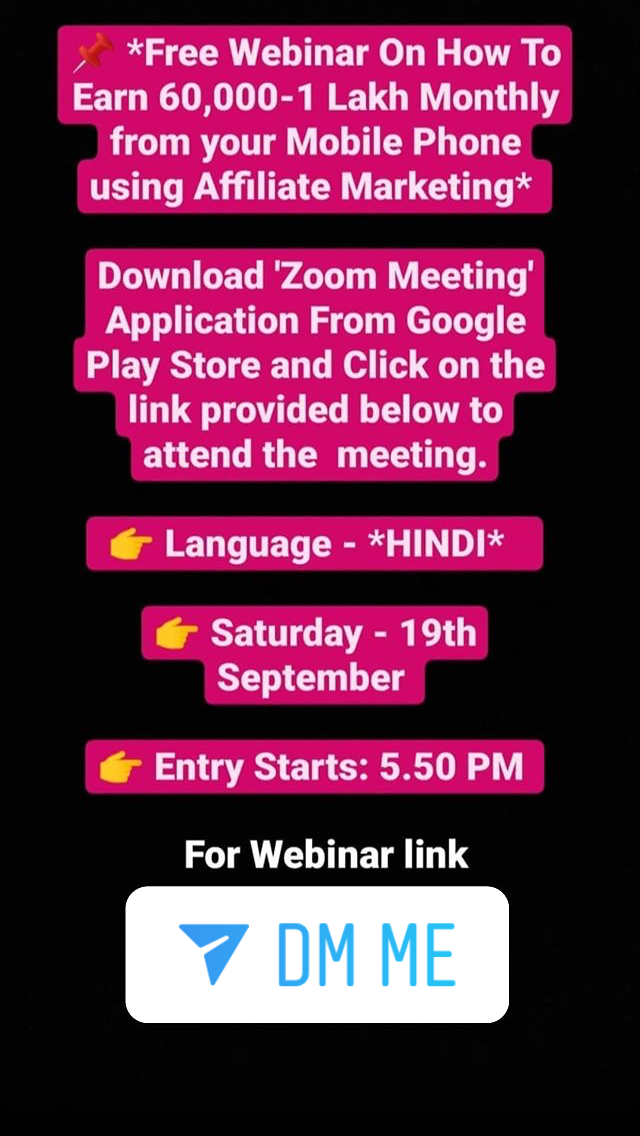 📌 *Free Webinar On How To
Earn 60,000-1 Lakh Monthly
from your Mobile Phone
using Affiliate Marketing*
Download 'Zoom Meeting'
Application From Google
Play Store and Click on the
link provided below to
attend the  meeting.
👉 Language - *HINDI*
👉 Saturday - 19th
September
👉 Entry Starts: 5.50 PM
For Webinar link
DM ME